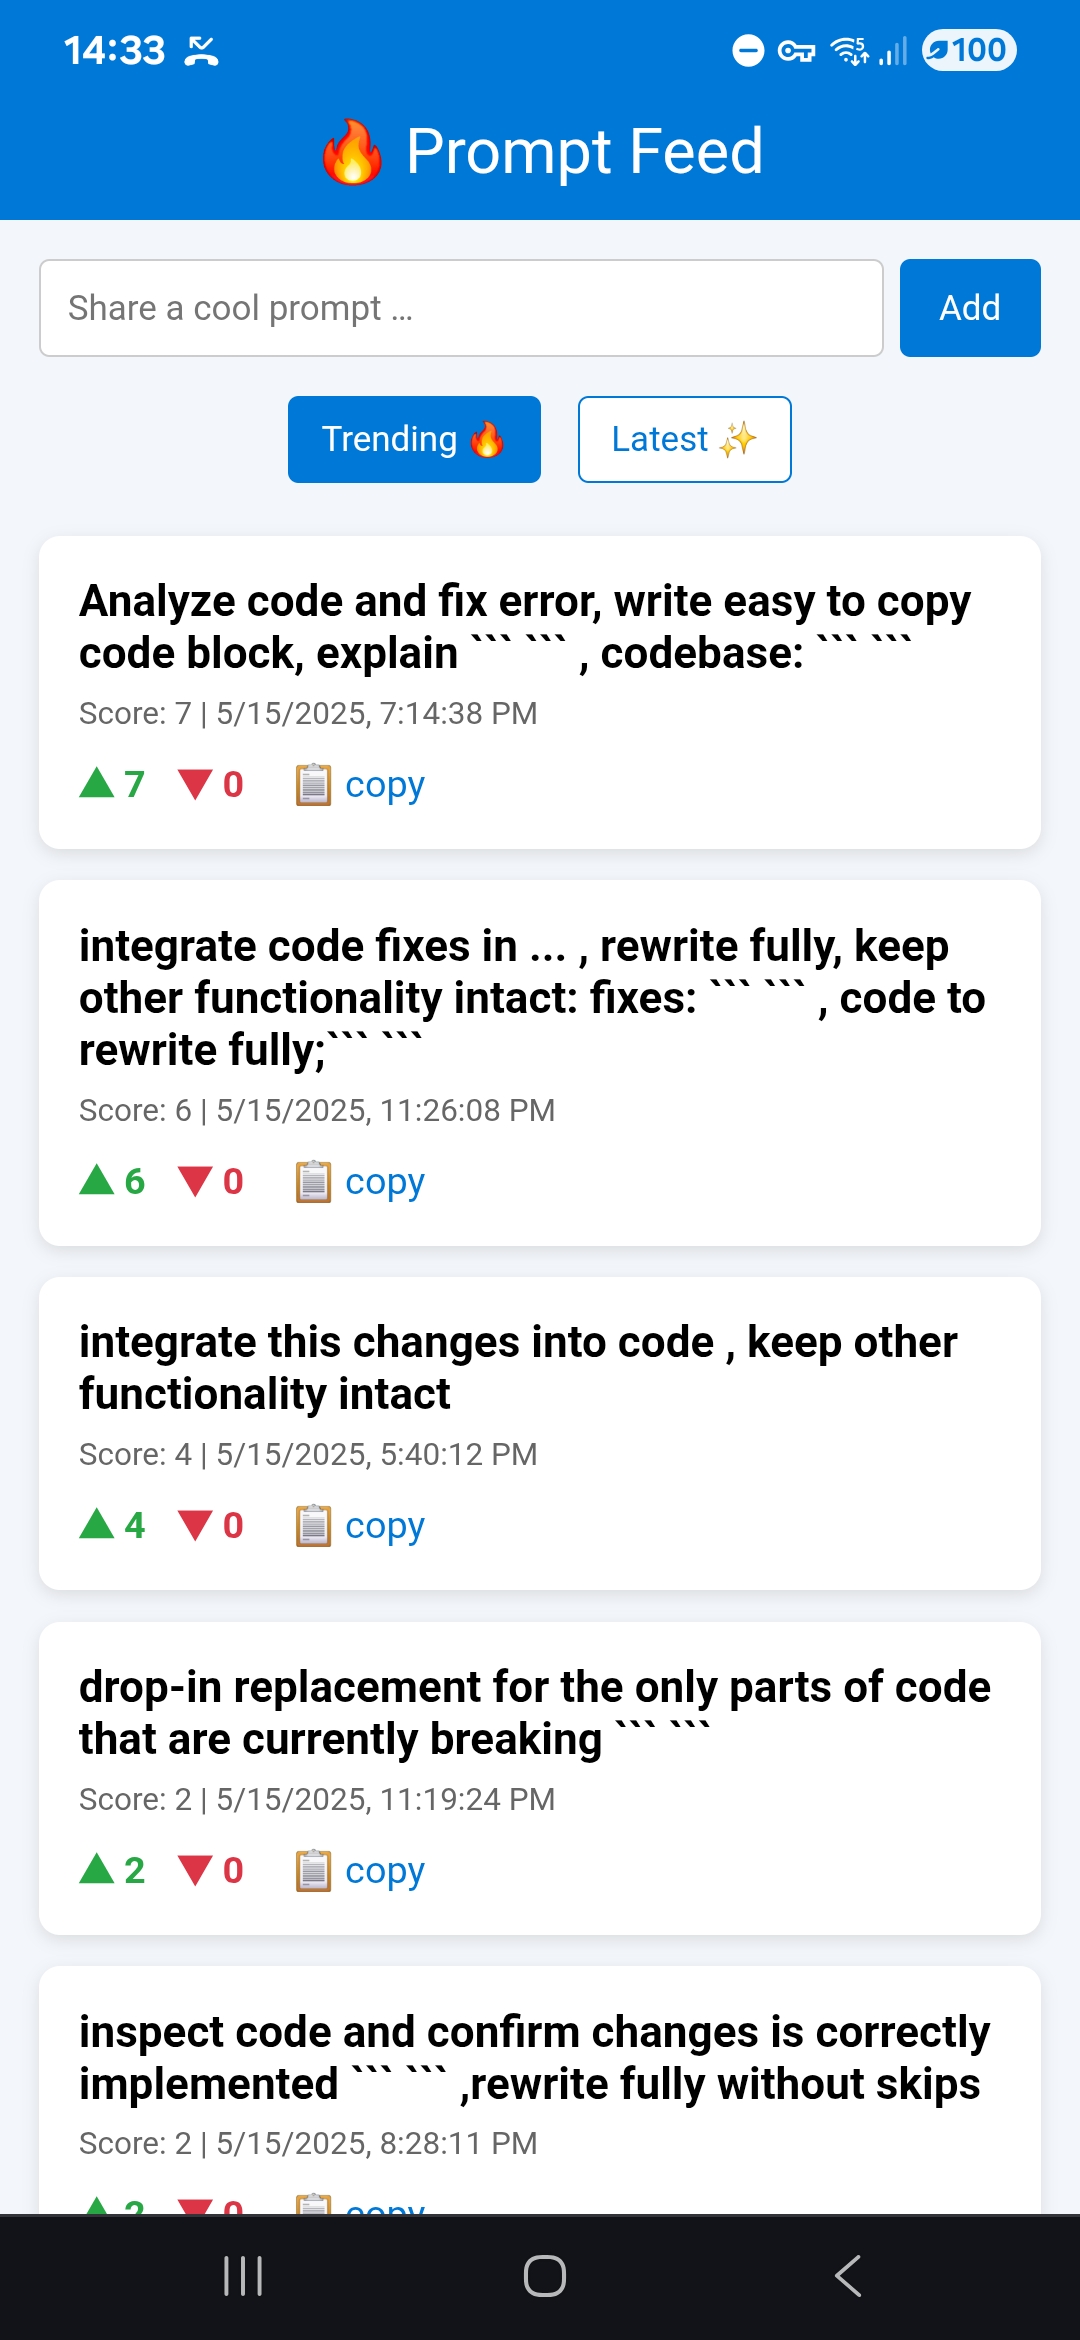 14:33
5
100
🔥 Prompt Feed
Share a cool prompt ...
Add
Trending 🔥
Latest ✨
Analyze code and fix error, write easy to copy
code block, explain ``` ``` , codebase: ``` ```
Score: 7 | 5/15/2025, 7:14:38 PM
▲ 7 ▼ 0 📋 copy
integrate code fixes in ... , rewrite fully, keep
other functionality intact: fixes: ``` ``` , code to
rewrite fully;``` ```
Score: 6 | 5/15/2025, 11:26:08 PM
▲ 6 ▼ 0 📋 copy
integrate this changes into code , keep other
functionality intact
Score: 4 | 5/15/2025, 5:40:12 PM
▲ 4 ▼ 0 📋 copy
drop-in replacement for the only parts of code
that are currently breaking ``` ```
Score: 2 | 5/15/2025, 11:19:24 PM
▲ 2 ▼ 0 📋 copy
inspect code and confirm changes is correctly
implemented ``` ``` ,rewrite fully without skips
Score: 2 | 5/15/2025, 8:28:11 PM
▲ 2 ▼ 0 📋 copy